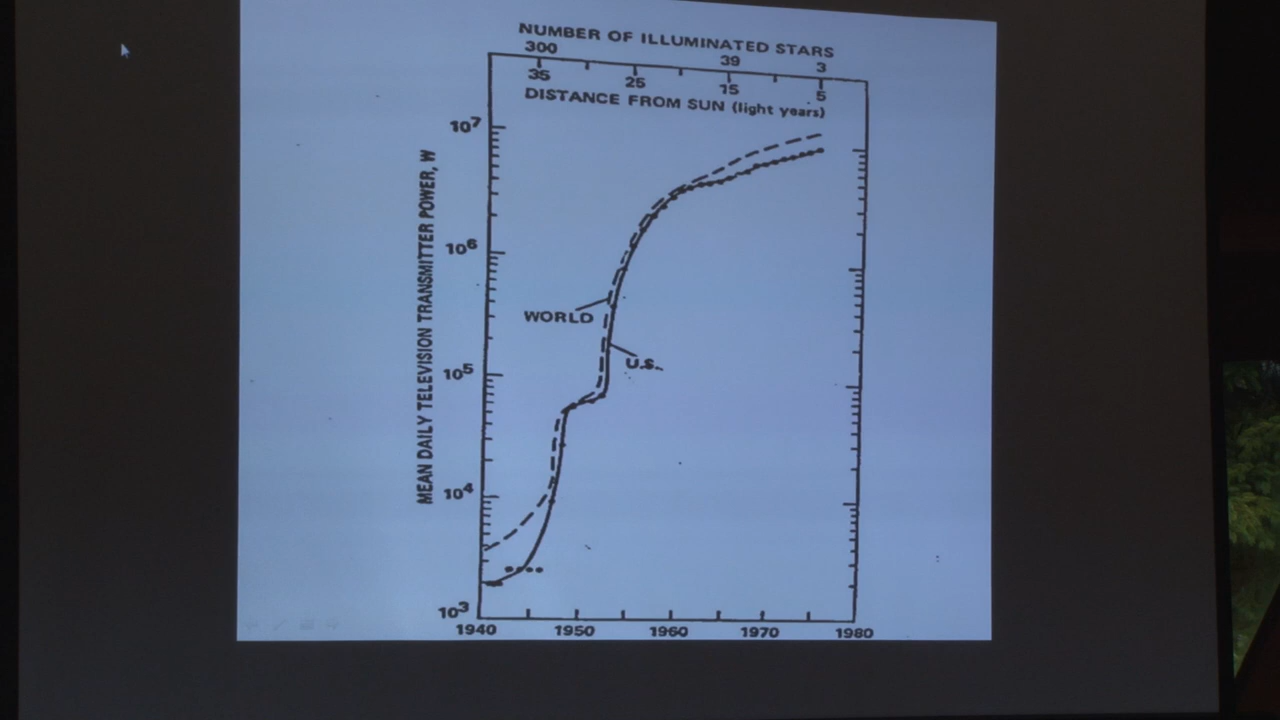 NUMBER OF ILLUMINATED STARS
300 39 3
35 25 15 5
DISTANCE FROM SUN (light years)
MEAN DAILY TELEVISION TRANSMITTER POWER, W
10⁷
10⁶
WORLD
U.S.
10⁵
10⁴
10³
1940 1950 1960 1970 1980